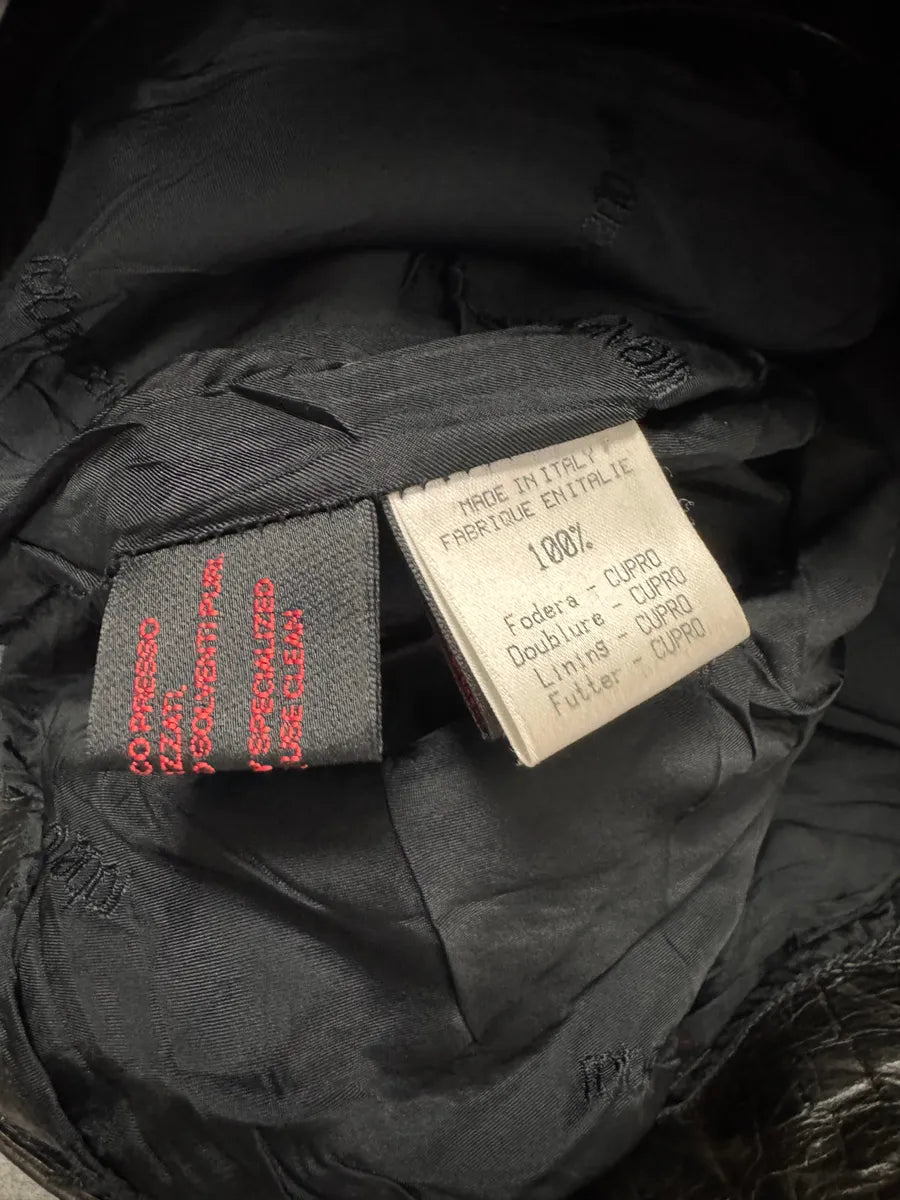 MADE IN ITALY
FABRIQUE EN ITALIE
100%
Fodera - CUPRO
Doublure - CUPRO
Lining - CUPRO
Futter - CUPRO
CO PRESSO
IZZATI.
SOLVENTI PURI.
SPECIALIZED
USE CLEAN